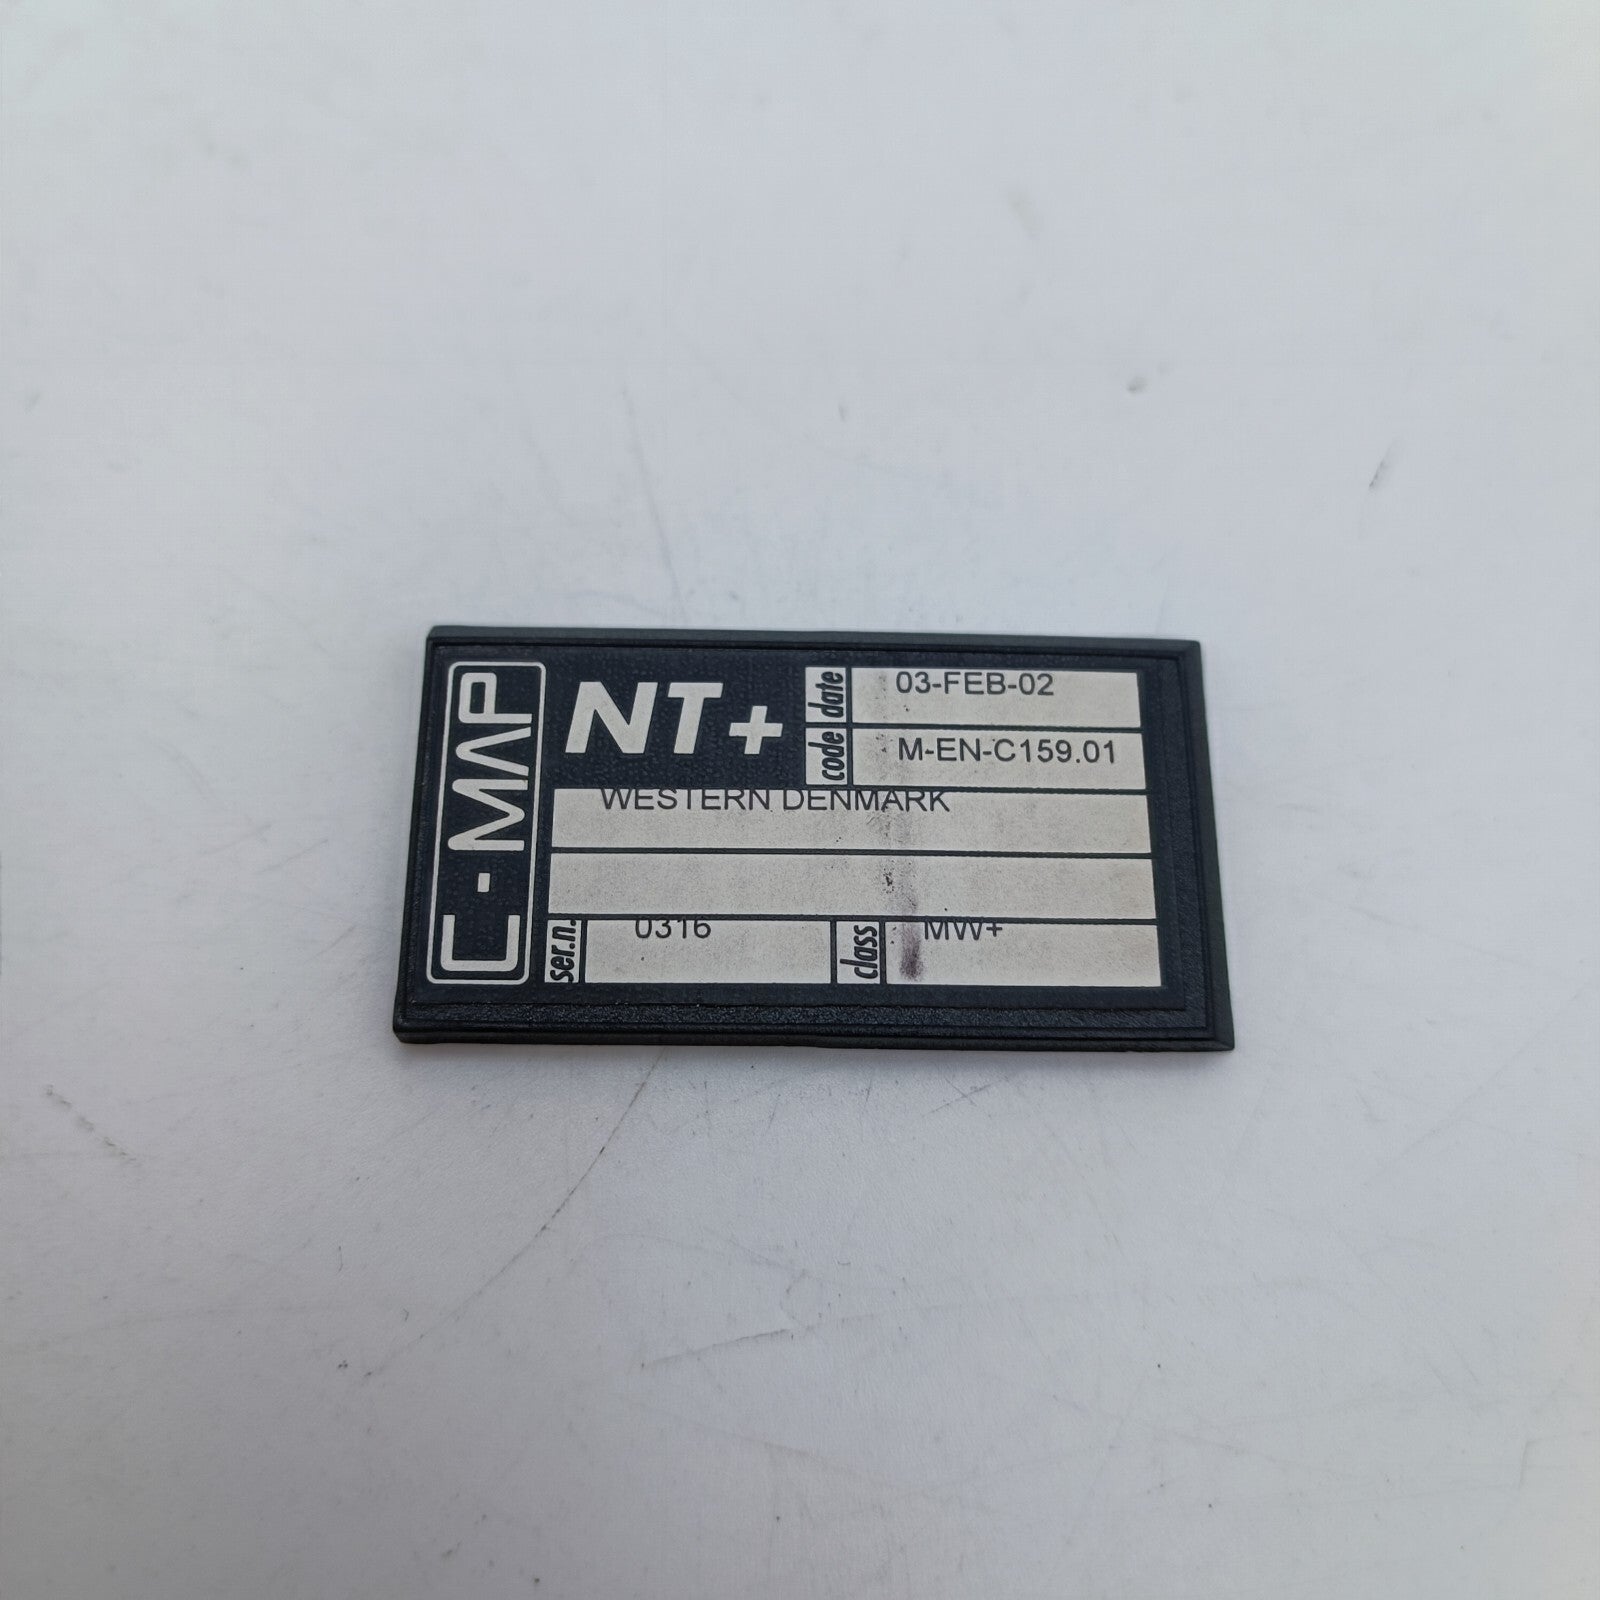 C-MAP
NT+
date 03-FEB-02
code M-EN-C159.01
WESTERN DENMARK
ser.n. 0316 class MW+